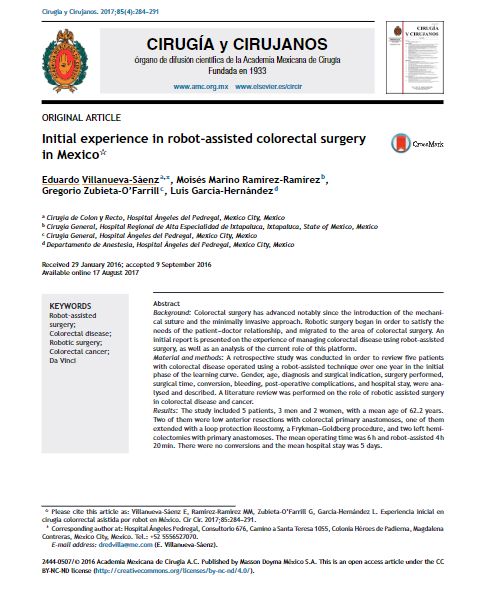 Cirugía y Cirujanos. 2017;85(4):284−291
CIRUGÍA y CIRUJANOS
órgano de difusión científica de la Academia Mexicana de Cirugía
Fundada en 1933
www.amc.org.mx www.elsevier.es/circir
CIRUGÍA
y CIRUJANOS
ORIGINAL ARTICLE
Initial experience in robot-assisted colorectal surgery
in Mexico☆
CrossMark
Eduardo Villanueva-Sáenz a,∗, Moisés Marino Ramírez-Ramírez b,
Gregorio Zubieta-O’Farrill c, Luis García-Hernández d
a Cirugía de Colon y Recto, Hospital Ángeles del Pedregal, Mexico City, Mexico
b Cirugía General, Hospital Regional de Alta Especialidad de Ixtapaluca, Ixtapaluca, State of Mexico, Mexico
c Cirugía General, Hospital Ángeles del Pedregal, Mexico City, Mexico
d Departamento de Anestesia, Hospital Ángeles del Pedregal, Mexico City, Mexico
Received 29 January 2016; accepted 9 September 2016
Available online 17 August 2017
KEYWORDS
Robot-assisted
surgery;
Colorectal disease;
Robotic surgery;
Colorectal cancer;
Da Vinci
Abstract
Background: Colorectal surgery has advanced notably since the introduction of the mechani-
cal suture and the minimally invasive approach. Robotic surgery began in order to satisfy the
needs of the patient−doctor relationship, and migrated to the area of colorectal surgery. An
initial report is presented on the experience of managing colorectal disease using robot-assisted
surgery, as well as an analysis of the current role of this platform.
Material and methods: A retrospective study was conducted in order to review five patients
with colorectal disease operated using a robot-assisted technique over one year in the initial
phase of the learning curve. Gender, age, diagnosis and surgical indication, surgery performed,
surgical time, conversion, bleeding, post-operative complications, and hospital stay, were ana-
lysed and described. A literature review was performed on the role of robotic assisted surgery
in colorectal disease and cancer.
Results: The study included 5 patients, 3 men and 2 women, with a mean age of 62.2 years.
Two of them were low anterior resections with colorectal primary anastomoses, one of them
extended with a loop protection ileostomy, a Frykman−Goldberg procedure, and two left hemi-
colectomies with primary anastomoses. The mean operating time was 6 h and robot-assisted 4 h
20 min. There were no conversions and the mean hospital stay was 5 days.
☆ Please cite this article as: Villanueva-Sáenz E, Ramírez-Ramírez MM, Zubieta-O’Farrill G, García-Hernández L. Experiencia inicial en
cirugía colorrectal asistida por robot en México. Cir Cir. 2017;85:284−291.
∗ Corresponding author at: Hospital Ángeles Pedregal, Consultorio 676, Camino a Santa Teresa 1055, Colonia Héroes de Padierna, Magdalena
Contreras, Mexico City, Mexico. Tel.: +52 5556527070.
E-mail address: dredvilla@me.com (E. Villanueva-Sáenz).
2444-0507/© 2016 Academia Mexicana de Cirugía A.C. Published by Masson Doyma México S.A. This is an open access article under the CC
BY-NC-ND license (http://creativecommons.org/licenses/by-nc-nd/4.0/).